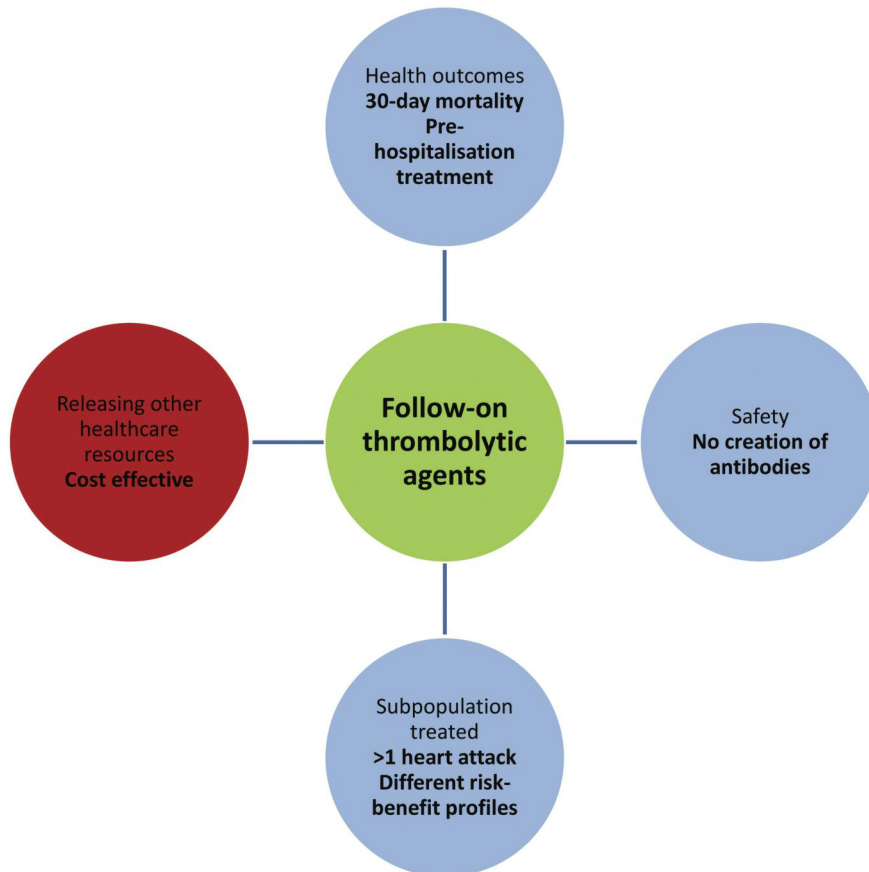 Health outcomes
30-day mortality
Pre-
hospitalisation
treatment
Releasing other
healthcare
resources
Cost effective
Follow-on
thrombolytic
agents
Safety
No creation of
antibodies
Subpopulation
treated
>1 heart attack
Different risk-
benefit profiles